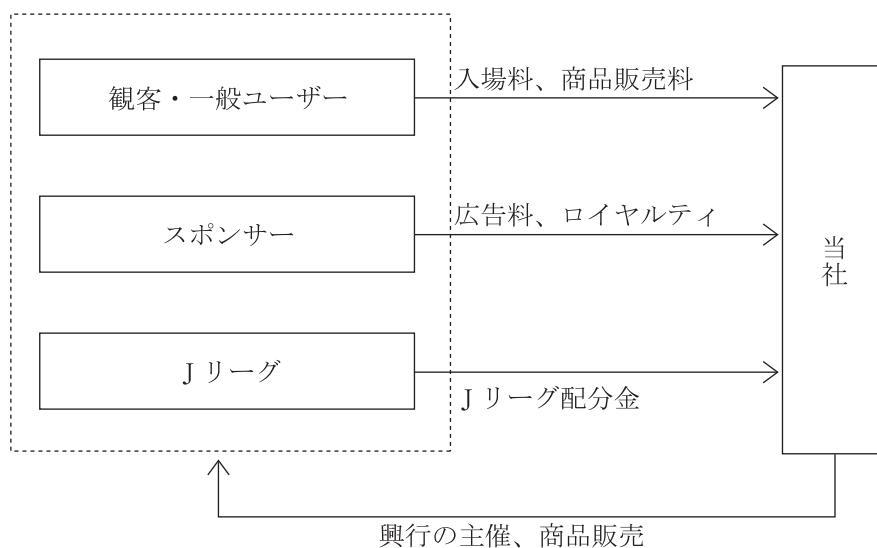 観客・一般ユーザー
入場料、商品販売料
スポンサー
広告料、ロイヤルティ
当社
Jリーグ
Jリーグ配分金
興行の主催、商品販売